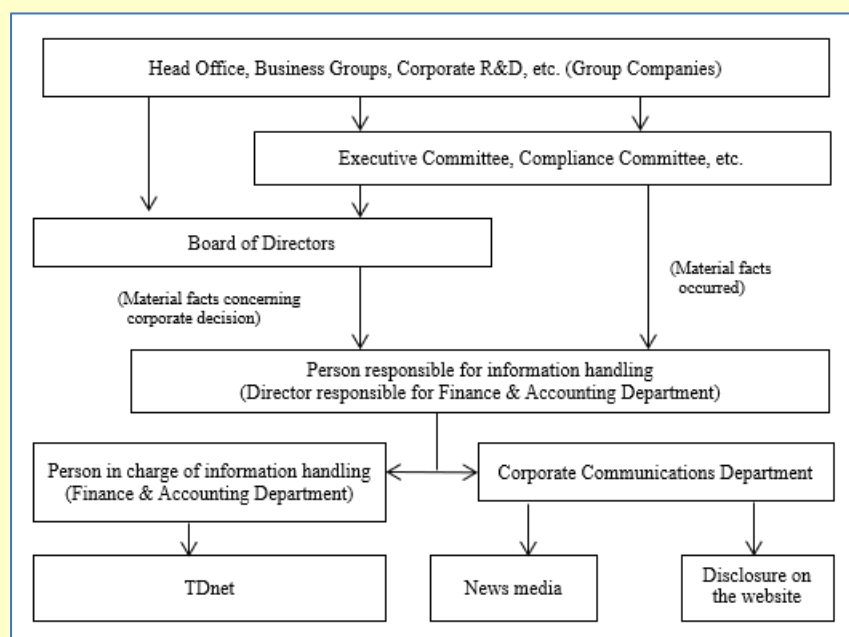 Head Office, Business Groups, Corporate R&D, etc. (Group Companies)
Executive Committee, Compliance Committee, etc.
Board of Directors
(Material facts concerning
corporate decision)
(Material facts
occurred)
Person responsible for information handling
(Director responsible for Finance & Accounting Department)
Person in charge of information handling
(Finance & Accounting Department)
Corporate Communications Department
TDnet
News media
Disclosure on
the website